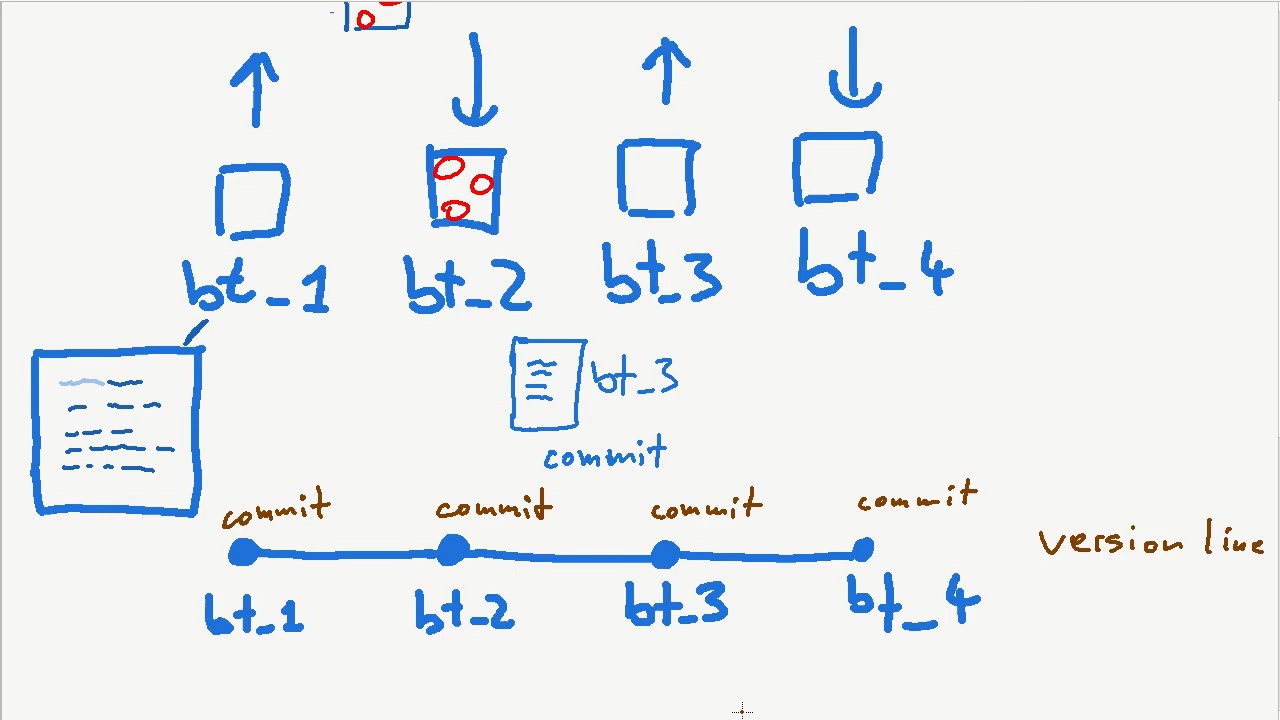 bt_1 bt_2 bt_3 bt_4
bt_3
commit
commit commit commit commit
version line
bt_1 bt_2 bt_3 bt_4